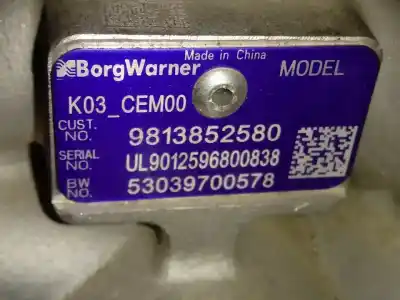 Made in China
BorgWarner MODEL
K03_CEM00
CUST. NO. 9813852580
SERIAL NO. UL9012596800838
BW NO. 53039700578